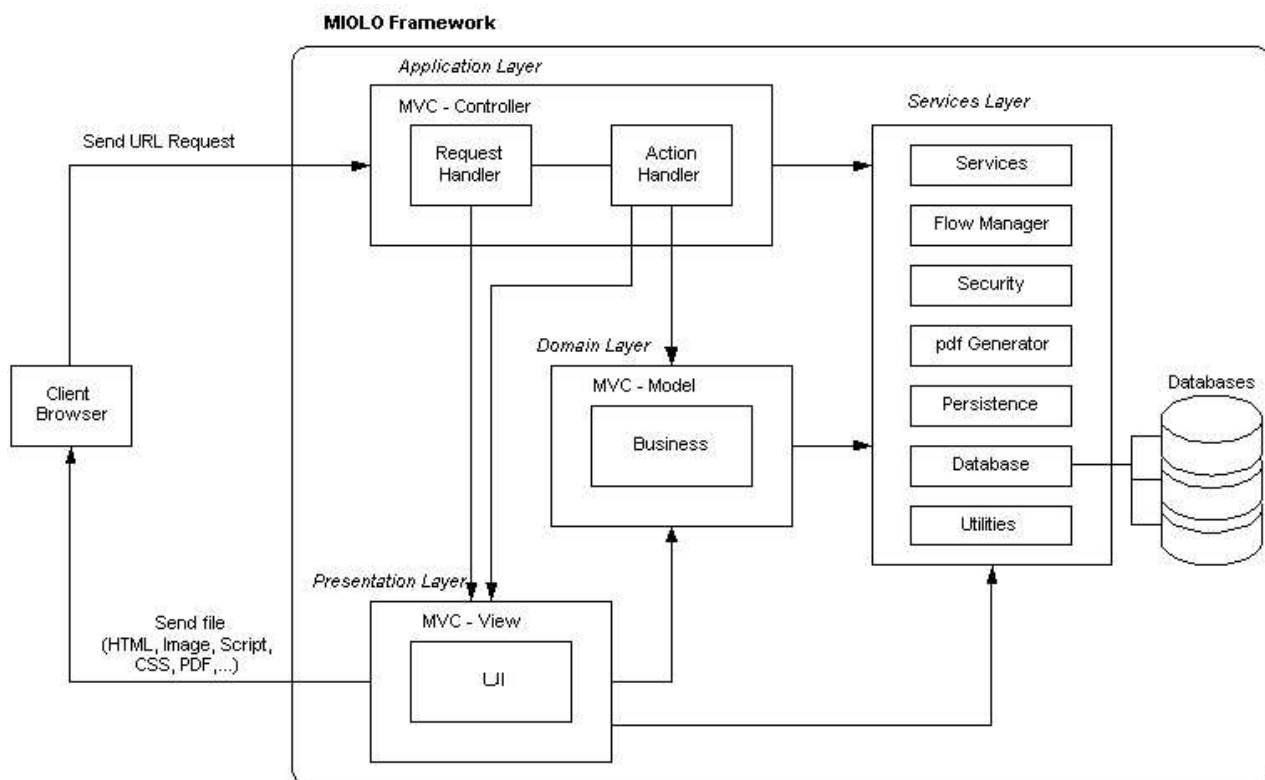 MIOLO Framework
Application Layer
MVC - Controller
Request
Handler
Action
Handler
Send URL Request
Services Layer
Services
Flow Manager
Security
pdf Generator
Persistence
Database
Utilities
Databases
Domain Layer
MVC - Model
Business
Client
Browser
Presentation Layer
MVC - View
UI
Send file
(HTML, Image, Script,
CSS, PDF,...)